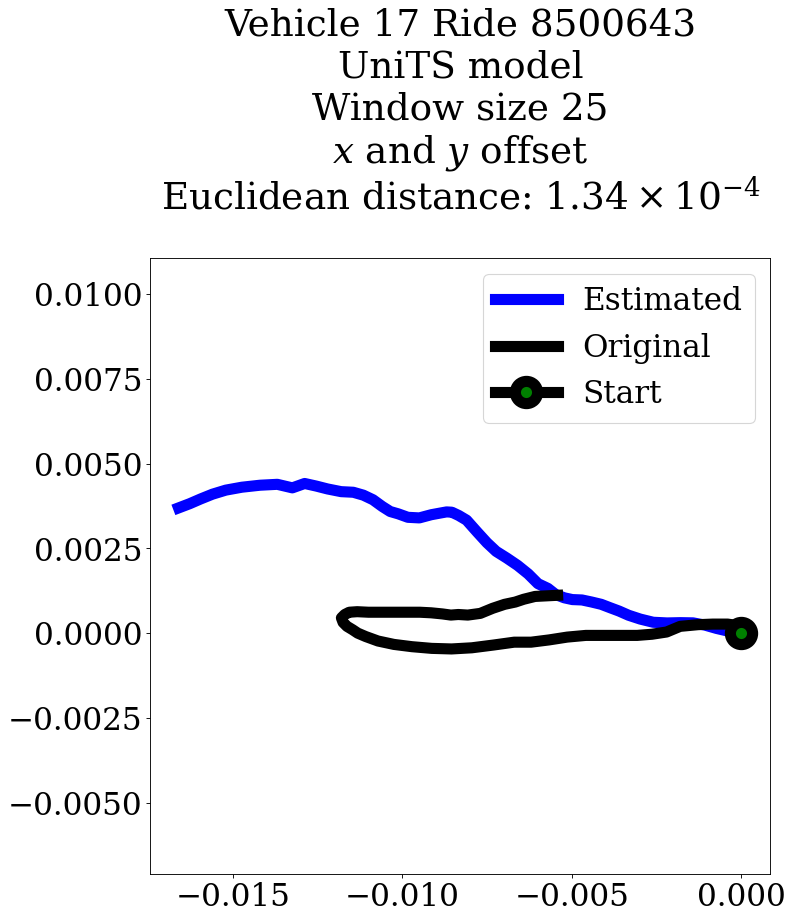 Vehicle 17 Ride 8500643
UniTS model
Window size 25
x and y offset
Euclidean distance: 1.34 × 10⁻⁴
Estimated
Original
Start
0.0100
0.0075
0.0050
0.0025
0.0000
−0.0025
−0.0050
−0.015 −0.010 −0.005 0.000